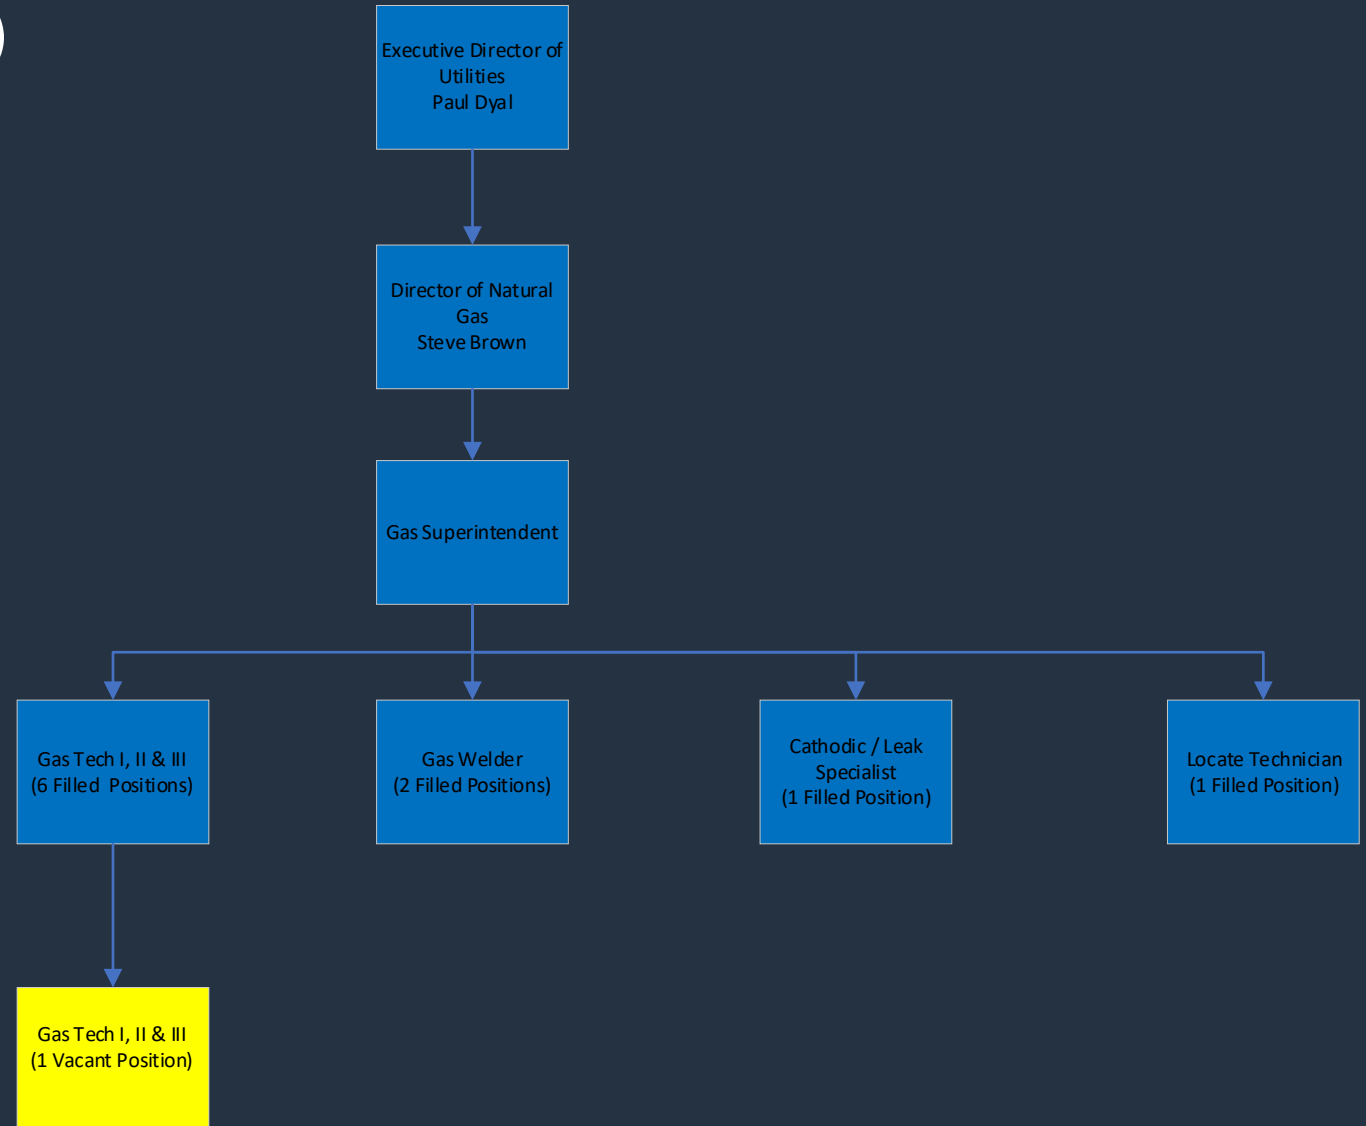 Executive Director of
Utilities
Paul Dyal
Director of Natural
Gas
Steve Brown
Gas Superintendent
Gas Tech I, II & III
(6 Filled Positions)
Gas Welder
(2 Filled Positions)
Cathodic / Leak
Specialist
(1 Filled Position)
Locate Technician
(1 Filled Position)
Gas Tech I, II & III
(1 Vacant Position)